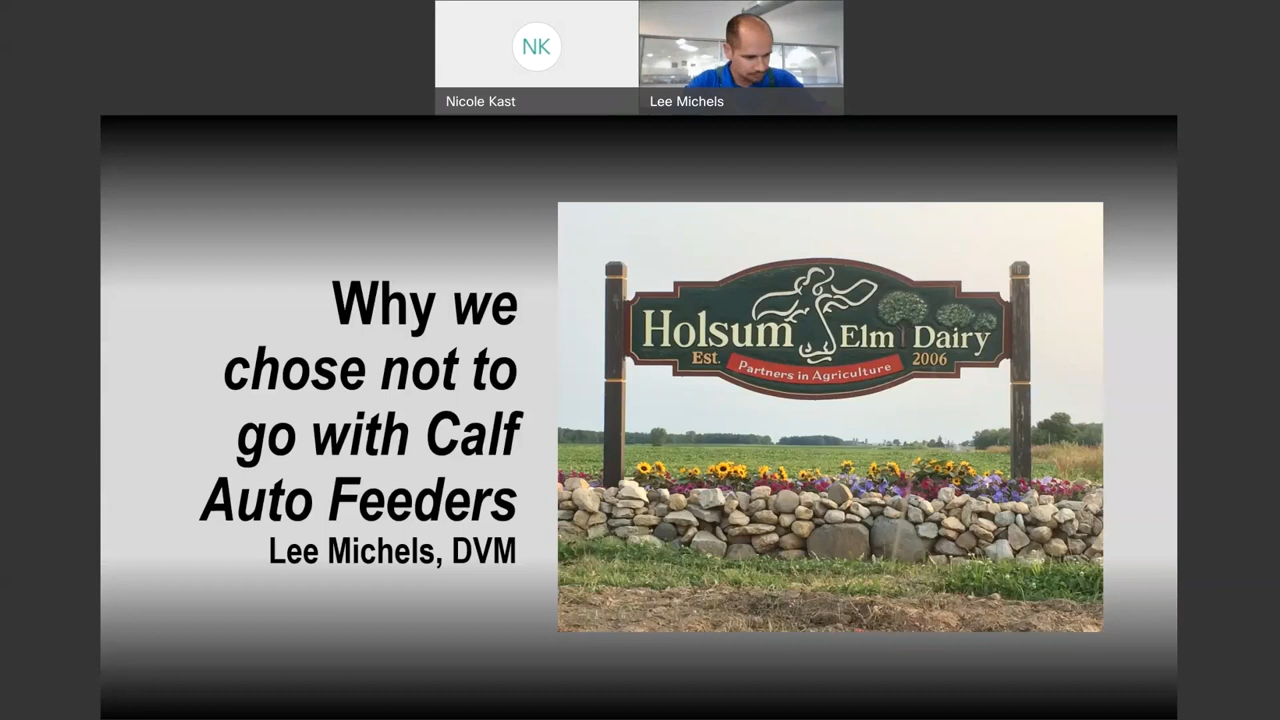 NK
Nicole Kast
Lee Michels
Why we
chose not to
go with Calf
Auto Feeders
Lee Michels, DVM
Holsum Elm Dairy
Est. 2006
Partners in Agriculture